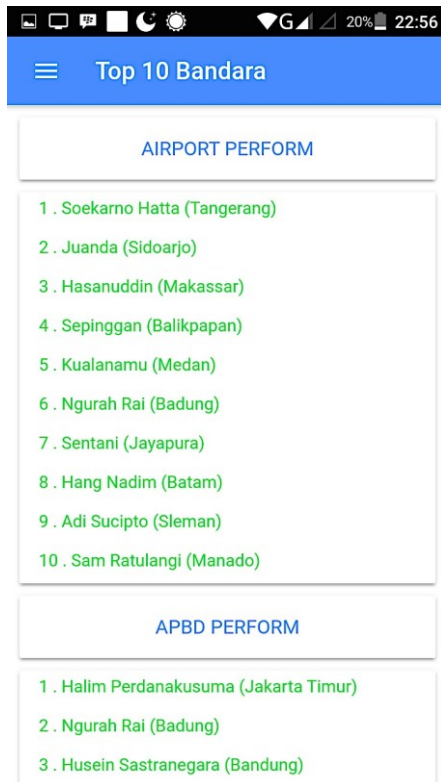 G 20% 22:56
Top 10 Bandara
AIRPORT PERFORM
1 . Soekarno Hatta (Tangerang)
2 . Juanda (Sidoarjo)
3 . Hasanuddin (Makassar)
4 . Sepinggan (Balikpapan)
5 . Kualanamu (Medan)
6 . Ngurah Rai (Badung)
7 . Sentani (Jayapura)
8 . Hang Nadim (Batam)
9 . Adi Sucipto (Sleman)
10 . Sam Ratulangi (Manado)
APBD PERFORM
1 . Halim Perdanakusuma (Jakarta Timur)
2 . Ngurah Rai (Badung)
3 . Husein Sastranegara (Bandung)